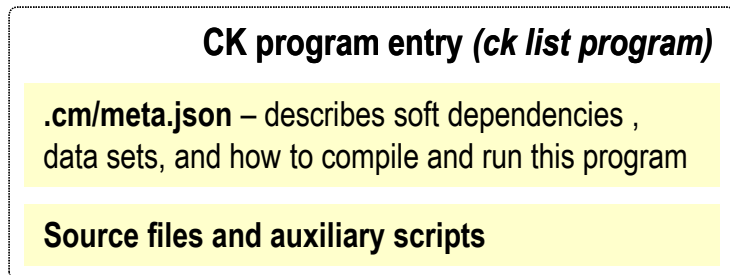 CK program entry (ck list program)
.cm/meta.json – describes soft dependencies ,
data sets, and how to compile and run this program
Source files and auxiliary scripts